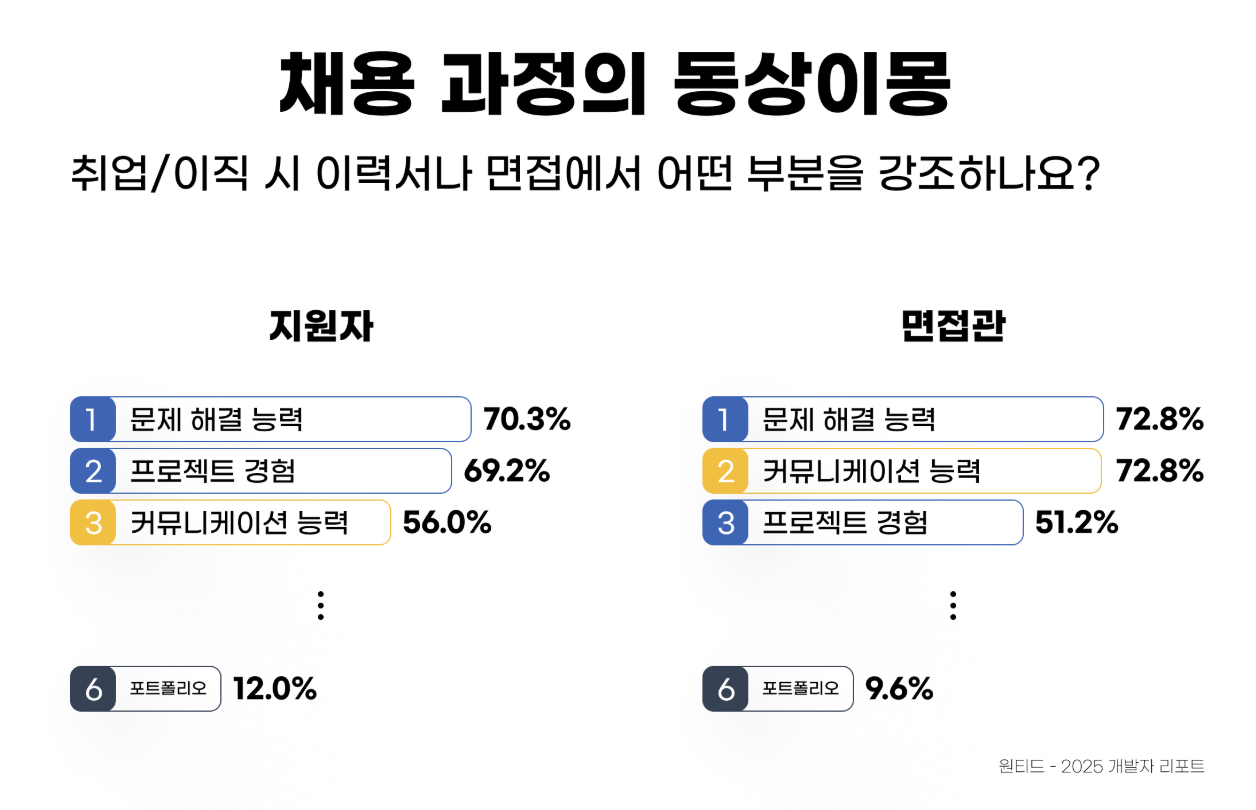 채용 과정의 동상이몽
취업/이직 시 이력서나 면접에서 어떤 부분을 강조하나요?
지원자
1 문제 해결 능력 70.3%
2 프로젝트 경험 69.2%
3 커뮤니케이션 능력 56.0%
6 포트폴리오 12.0%
면접관
1 문제 해결 능력 72.8%
2 커뮤니케이션 능력 72.8%
3 프로젝트 경험 51.2%
6 포트폴리오 9.6%
원티드 - 2025 개발자 리포트